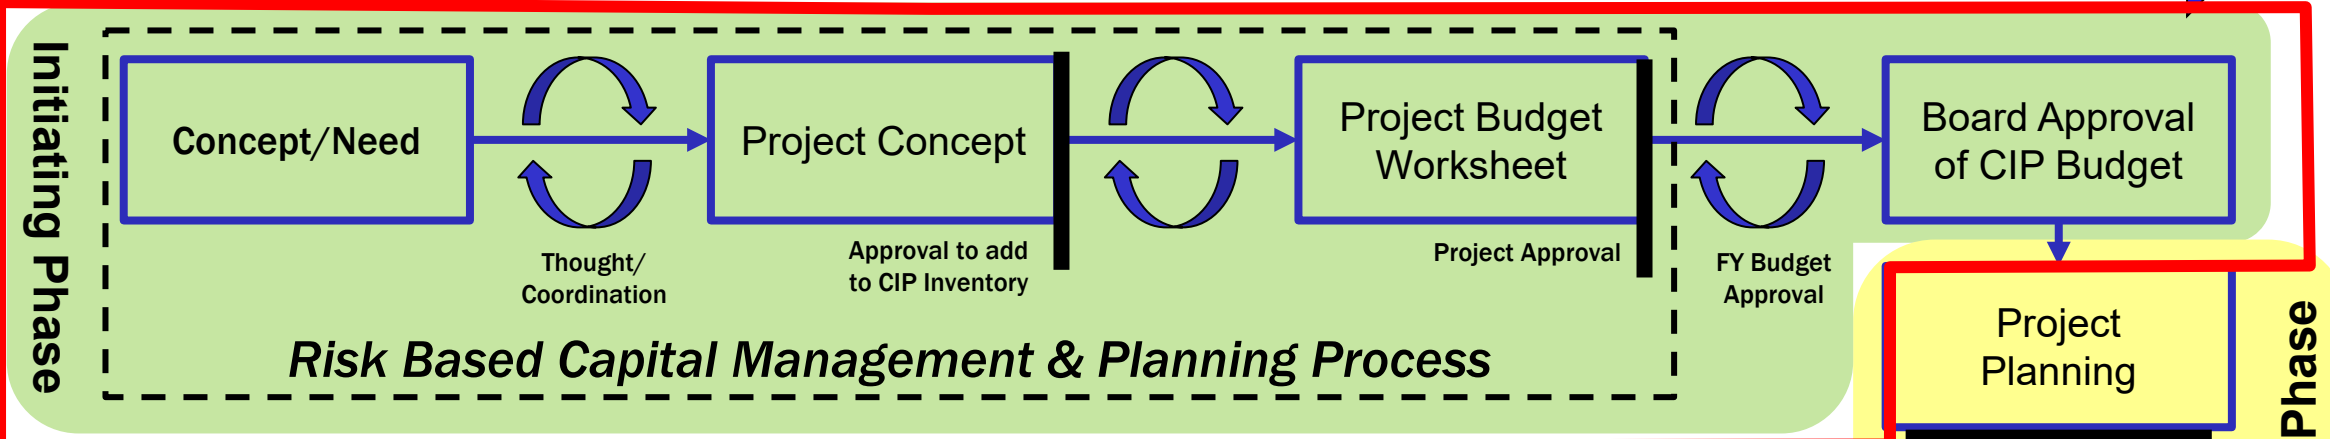 Initiating Phase
Concept/Need
Thought/
Coordination
Project Concept
Approval to add
to CIP Inventory
Project Budget
Worksheet
Project Approval
FY Budget
Approval
Board Approval
of CIP Budget
Risk Based Capital Management & Planning Process
Project
Planning
Phase